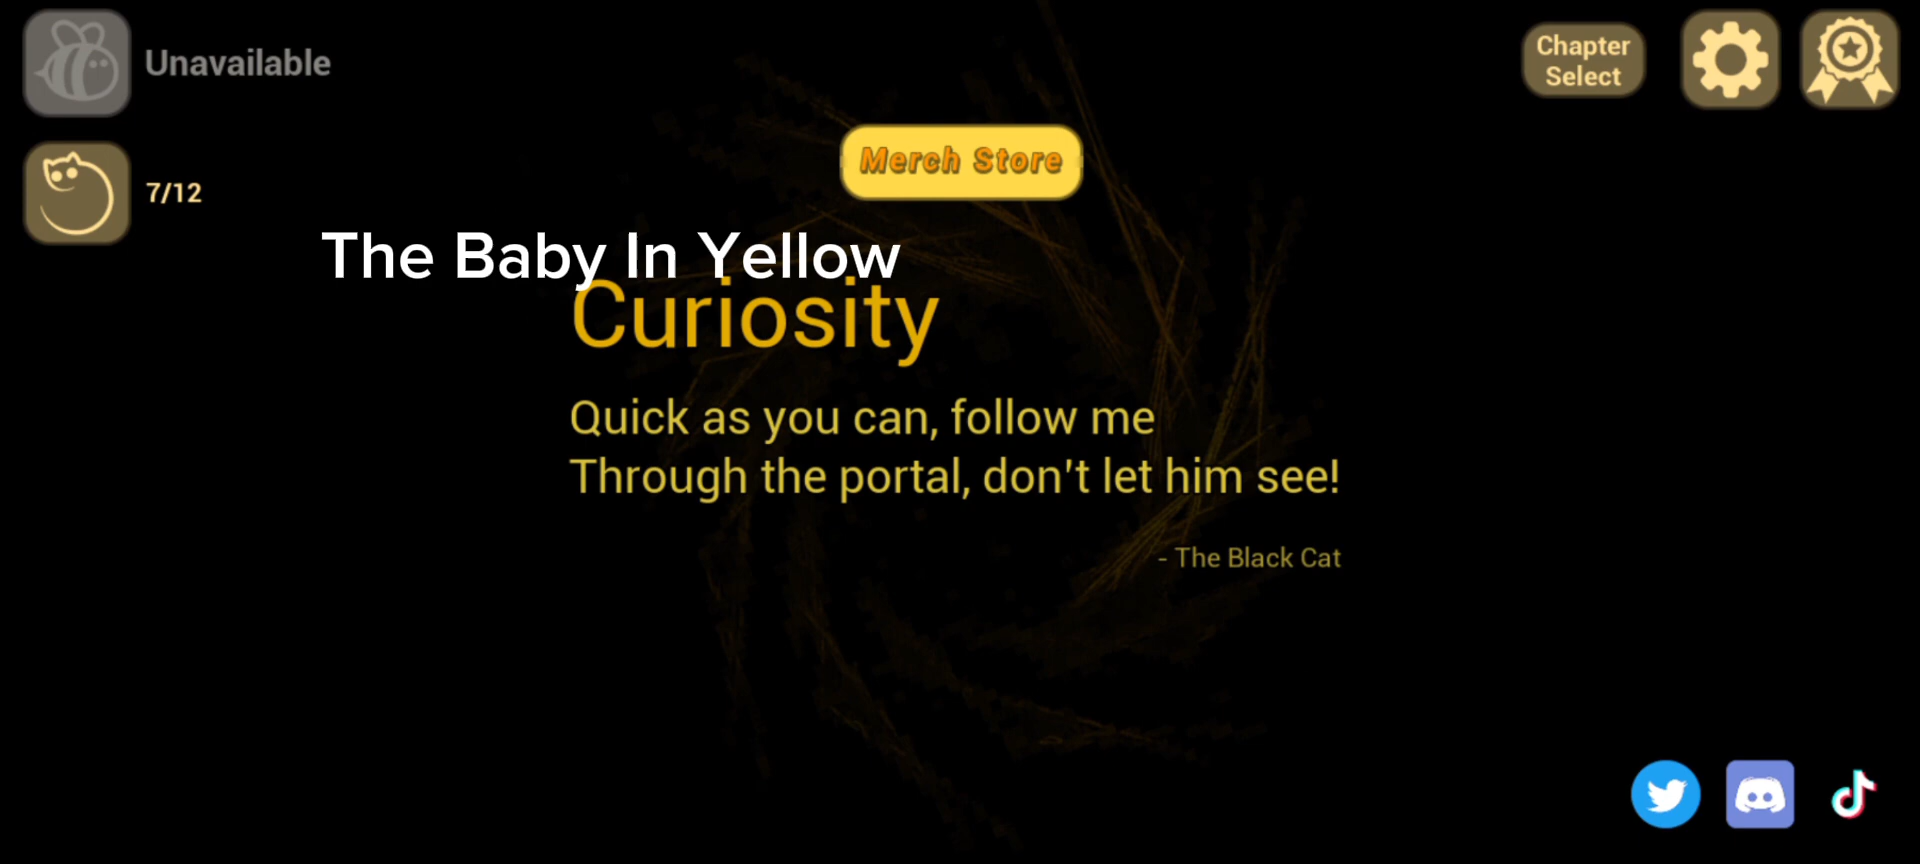 Unavailable
Chapter
Select
Merch Store
7/12
The Baby In Yellow
Curiosity
Quick as you can, follow me
Through the portal, don't let him see!
- The Black Cat